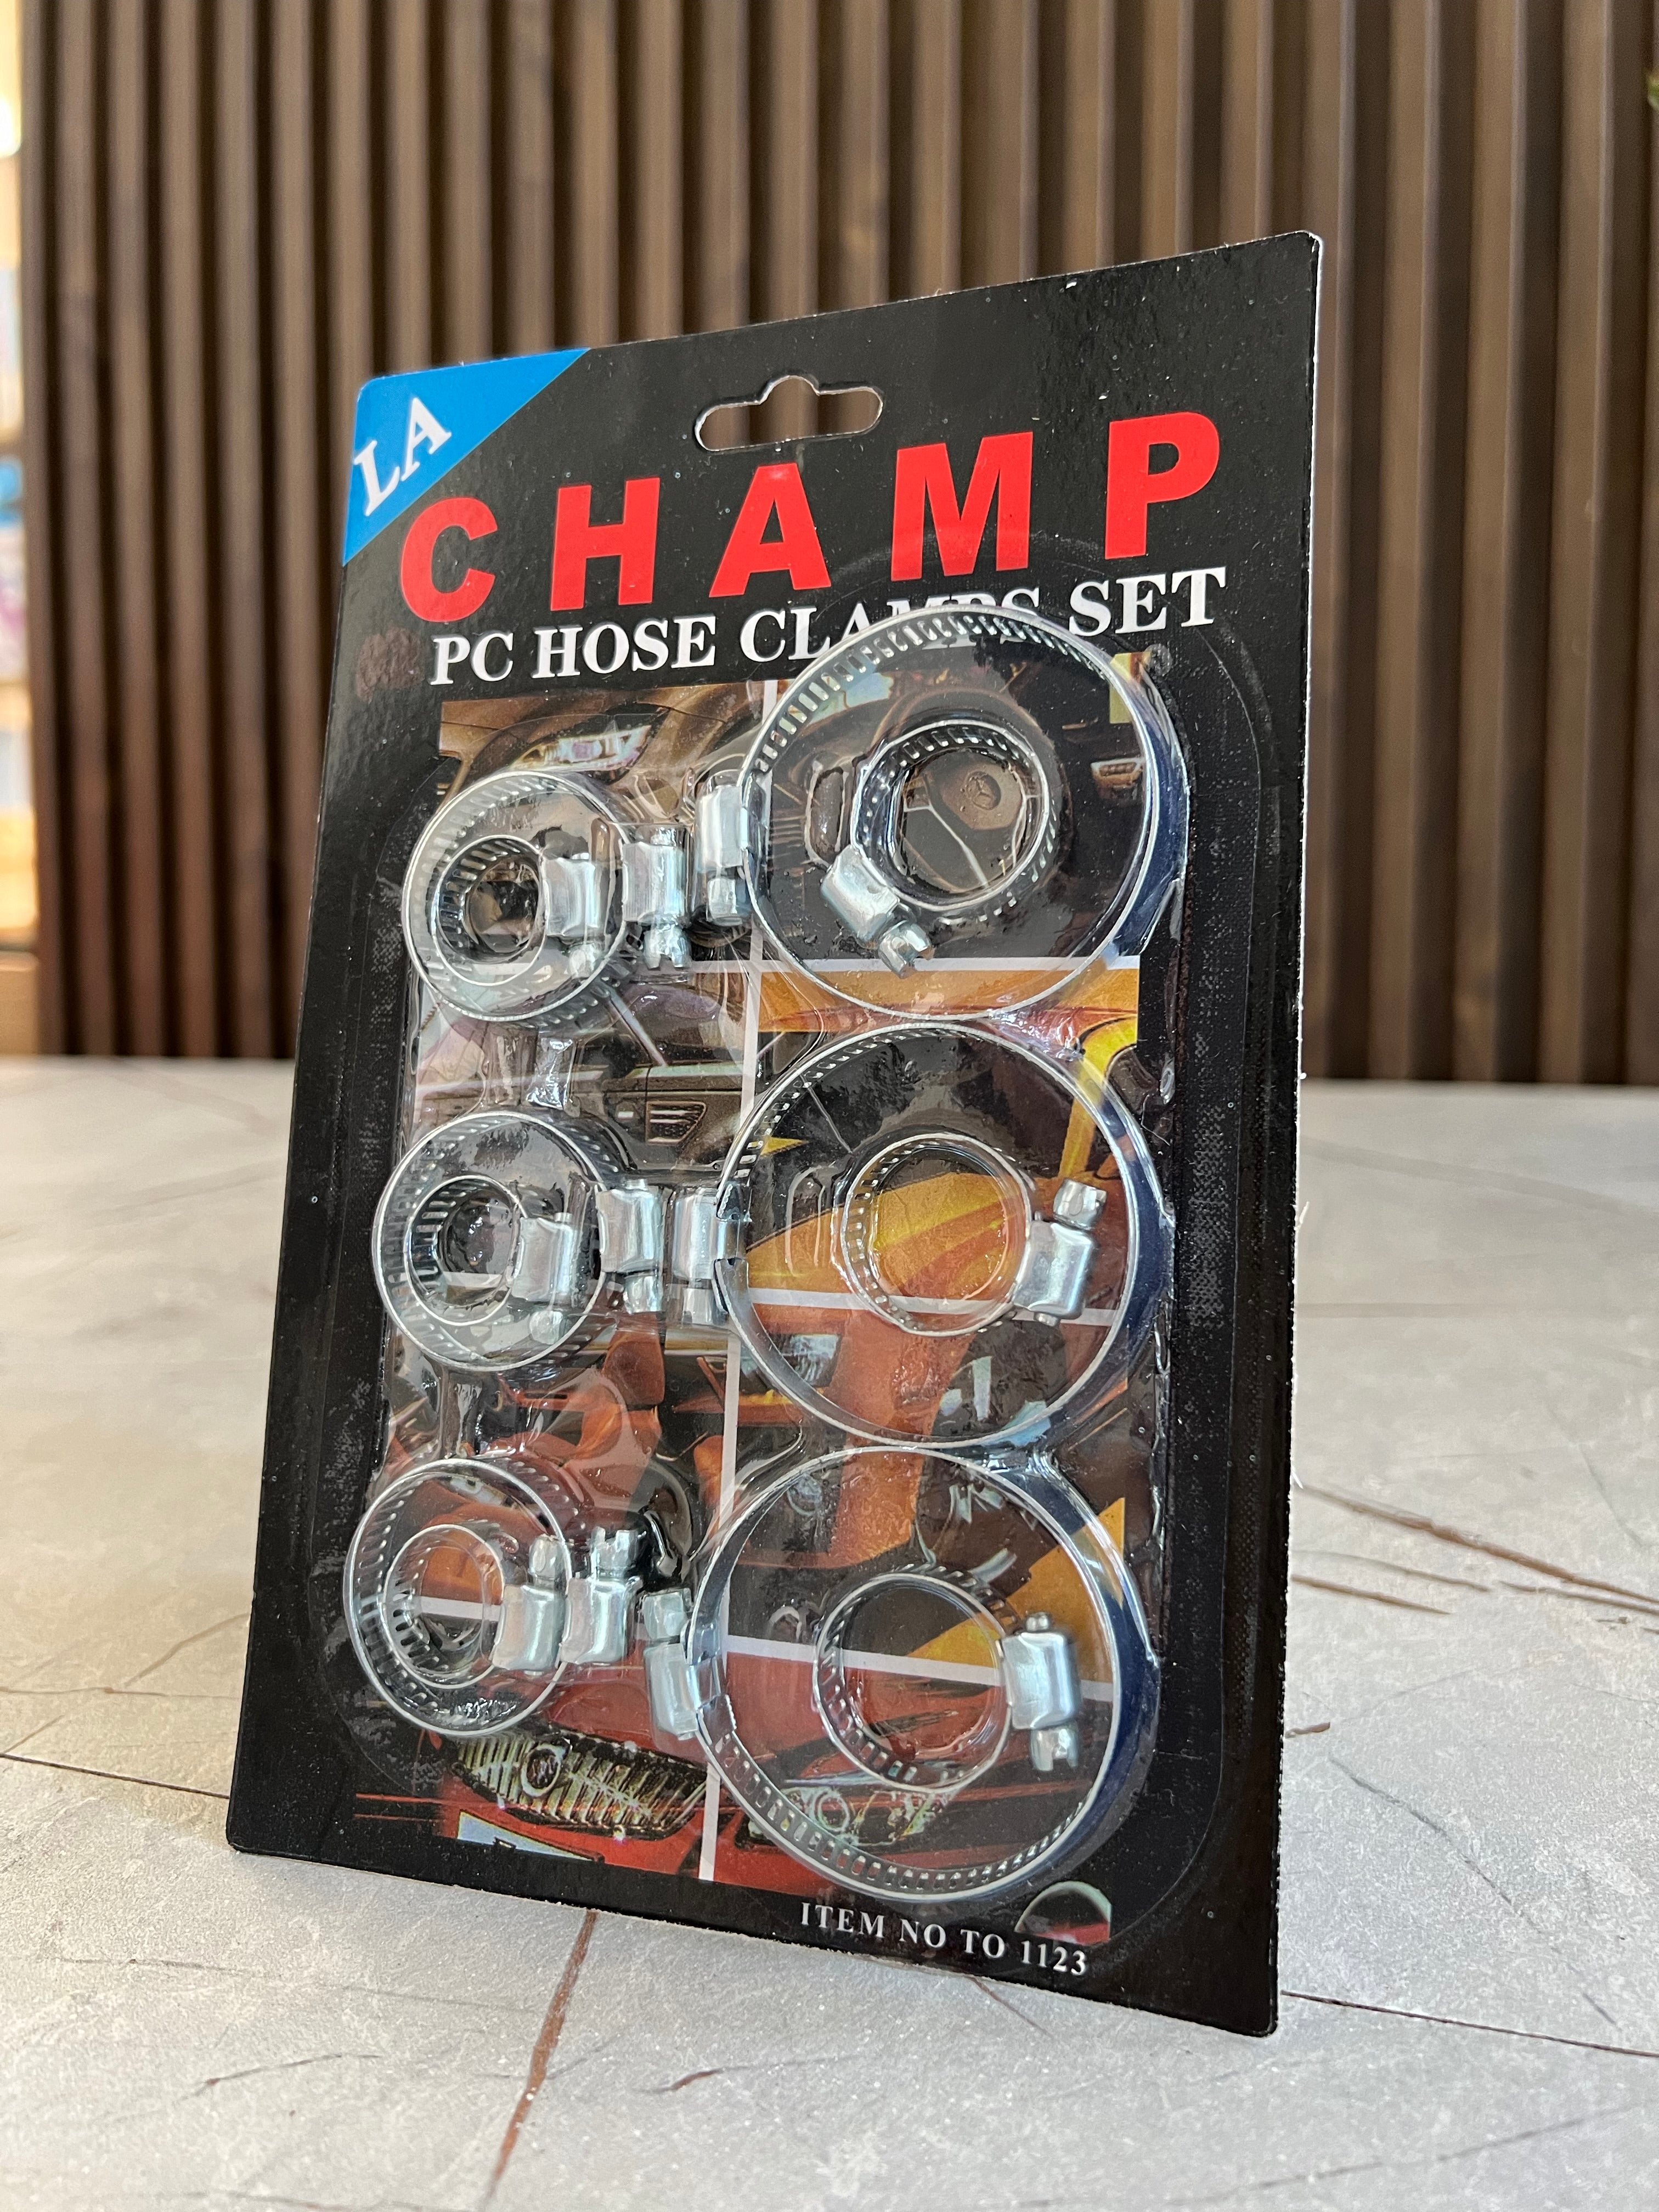 LA
CHAMP
PC HOSE CLAMPS SET
ITEM NO TO 1123